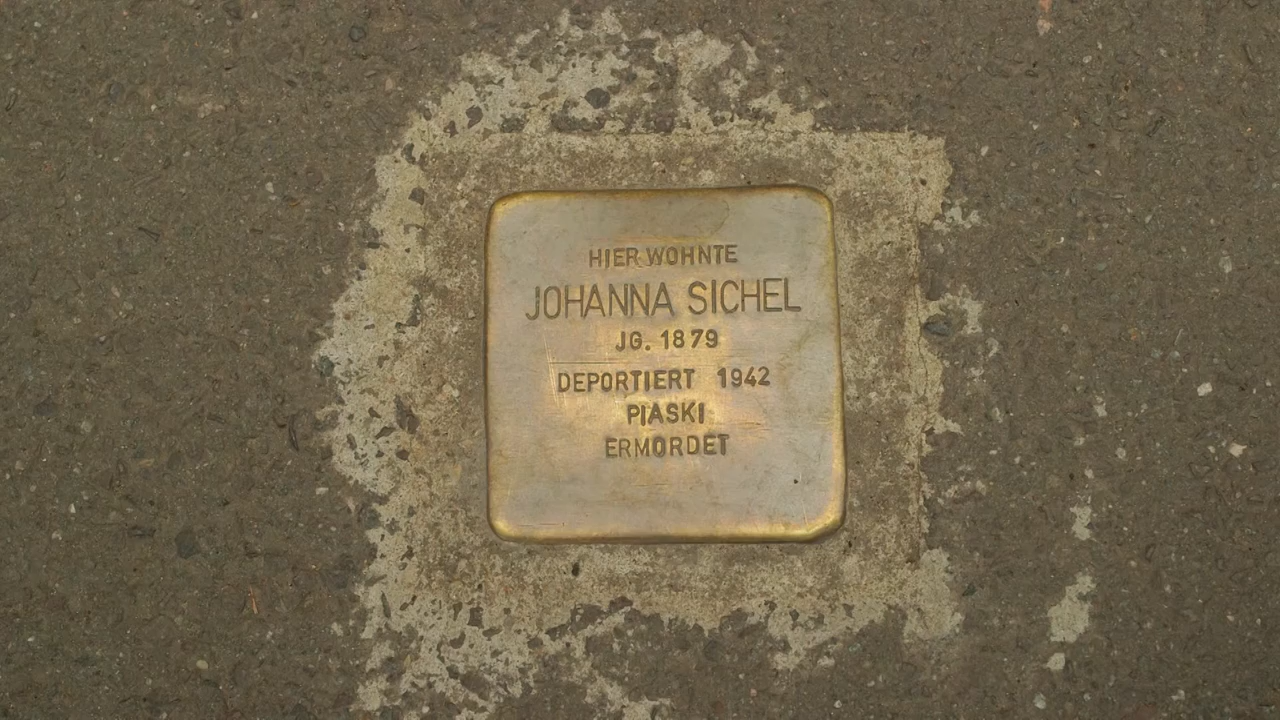 HIER WOHNTE
JOHANNA SICHEL
JG. 1879
DEPORTIERT 1942
PIASKI
ERMORDET